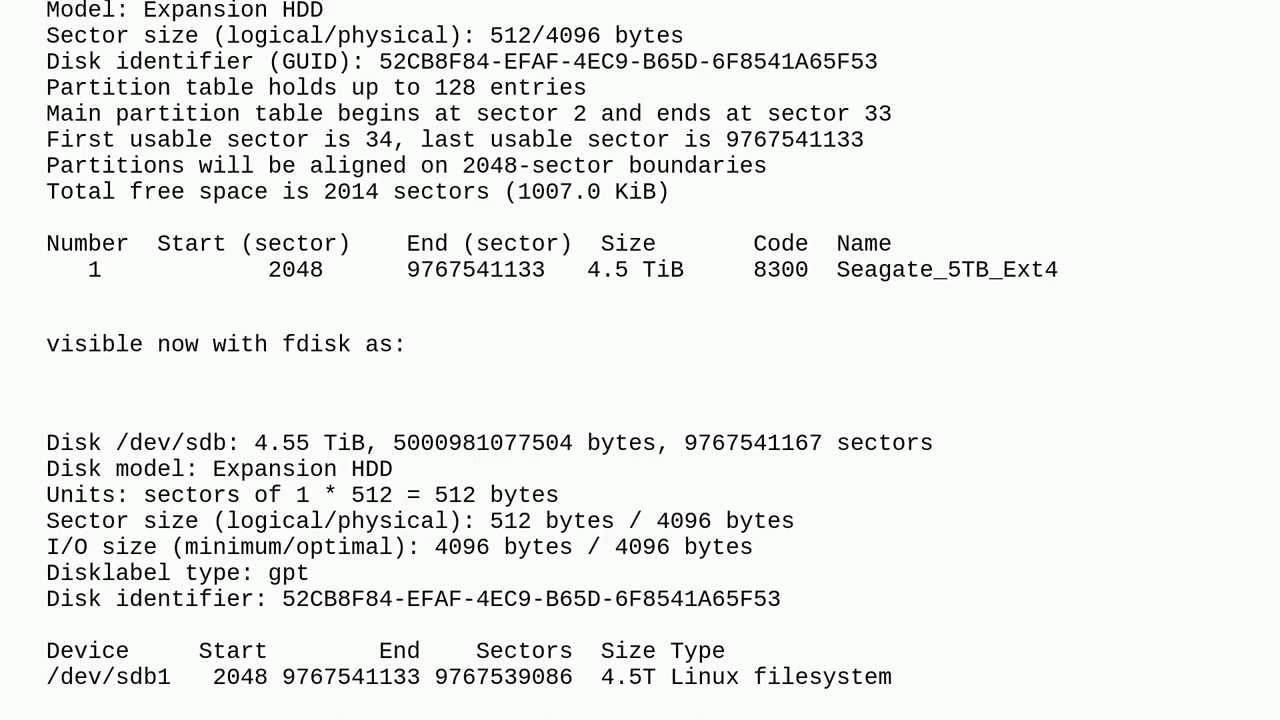 Model: Expansion HDD
Sector size (logical/physical): 512/4096 bytes
Disk identifier (GUID): 52CB8F84-EFAF-4EC9-B65D-6F8541A65F53
Partition table holds up to 128 entries
Main partition table begins at sector 2 and ends at sector 33
First usable sector is 34, last usable sector is 9767541133
Partitions will be aligned on 2048-sector boundaries
Total free space is 2014 sectors (1007.0 KiB)

Number  Start (sector)    End (sector)  Size       Code  Name
   1            2048      9767541133   4.5 TiB     8300  Seagate_5TB_Ext4

visible now with fdisk as:

Disk /dev/sdb: 4.55 TiB, 5000981077504 bytes, 9767541167 sectors
Disk model: Expansion HDD
Units: sectors of 1 * 512 = 512 bytes
Sector size (logical/physical): 512 bytes / 4096 bytes
I/O size (minimum/optimal): 4096 bytes / 4096 bytes
Disklabel type: gpt
Disk identifier: 52CB8F84-EFAF-4EC9-B65D-6F8541A65F53

Device     Start        End    Sectors  Size Type
/dev/sdb1   2048 9767541133 9767539086  4.5T Linux filesystem